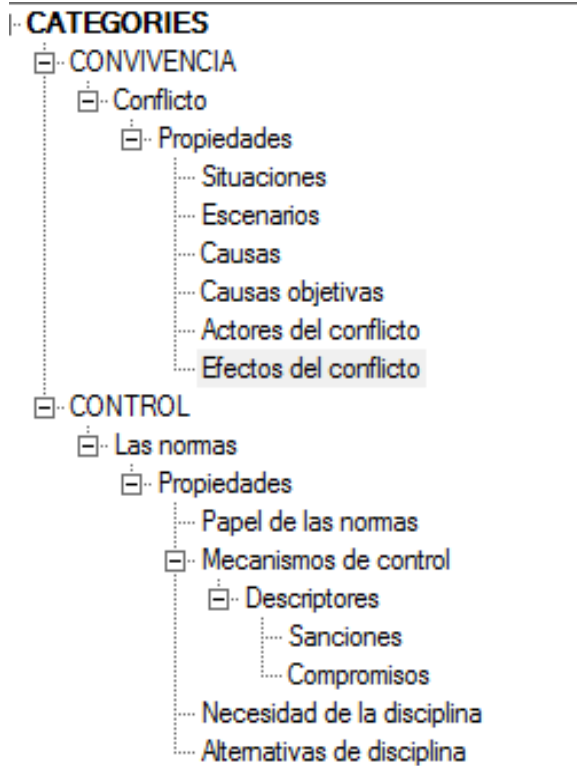 CATEGORIES
CONVIVENCIA
Conflicto
Propiedades
Situaciones
Escenarios
Causas
Causas objetivas
Actores del conflicto
Efectos del conflicto
CONTROL
Las normas
Propiedades
Papel de las normas
Mecanismos de control
Descriptores
Sanciones
Compromisos
Necesidad de la disciplina
Alternativas de disciplina